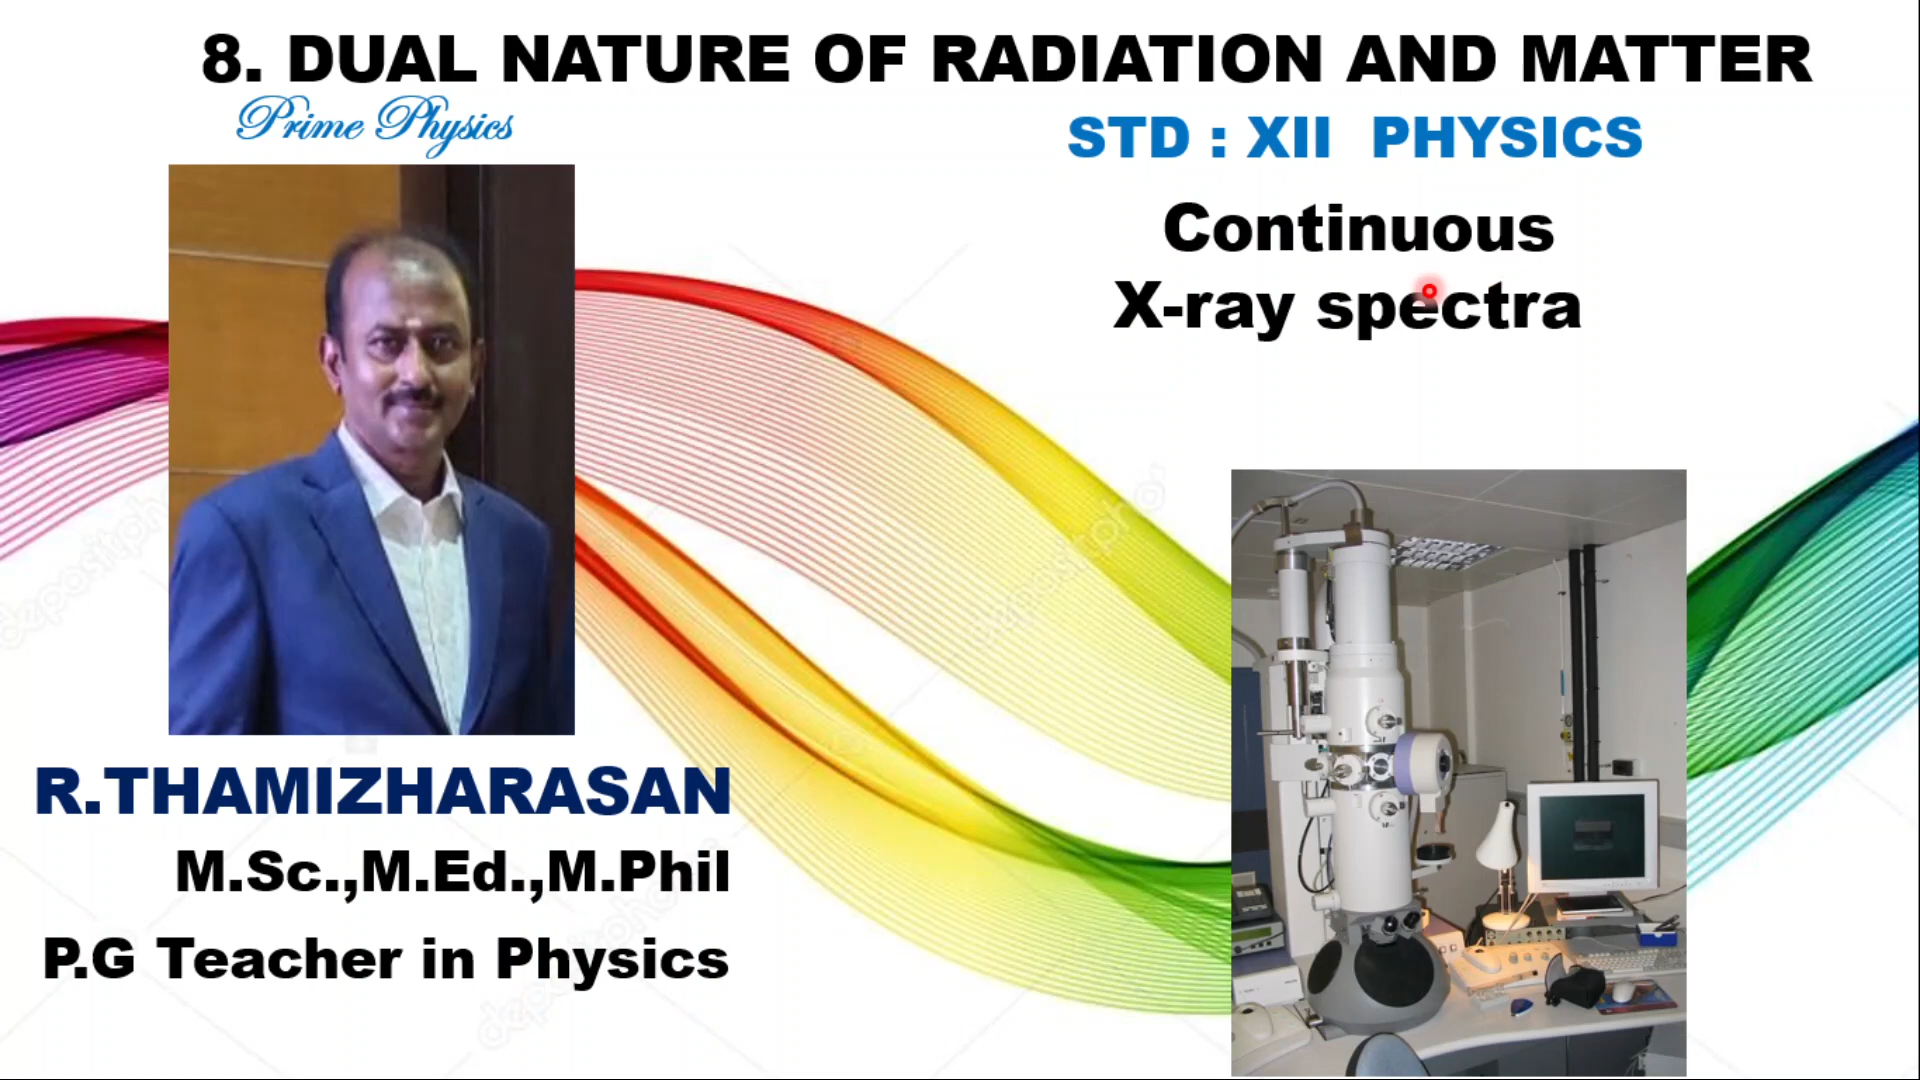 8. DUAL NATURE OF RADIATION AND MATTER
Prime Physics
STD : XII PHYSICS
Continuous
X-ray spectra
R.THAMIZHARASAN
M.Sc.,M.Ed.,M.Phil
P.G Teacher in Physics
depositphotos